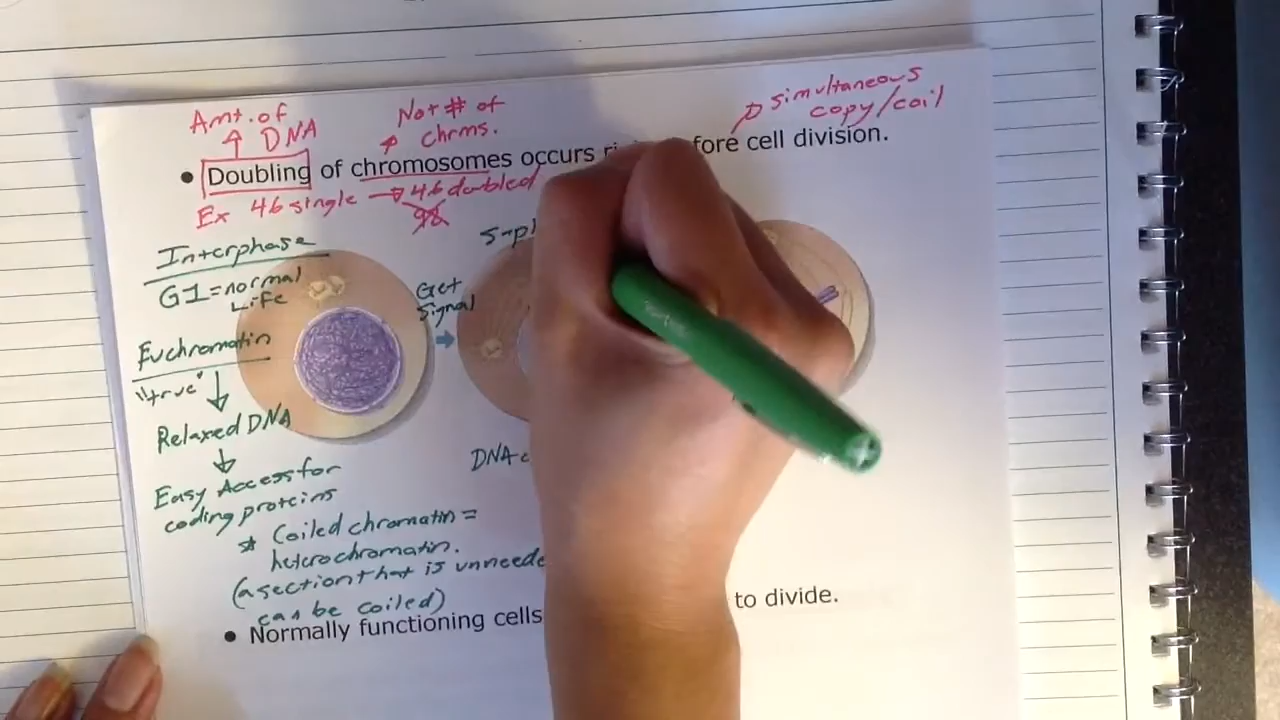 Amt. of
DNA
Not # of
chrms.
simultaneous
copy/coil
• Doubling of chromosomes occurs fore cell division.
Ex 46 single → 46 doubled
Interphase
G1 = normal
Life
Get
Signal
Euchromatin
"true"
Relaxed DNA
DNA
Easy Access for
coding proteins
* Coiled chromatin =
heterochromatin.
(a section that is unneede
can be coiled)
• Normally functioning cells to divide.